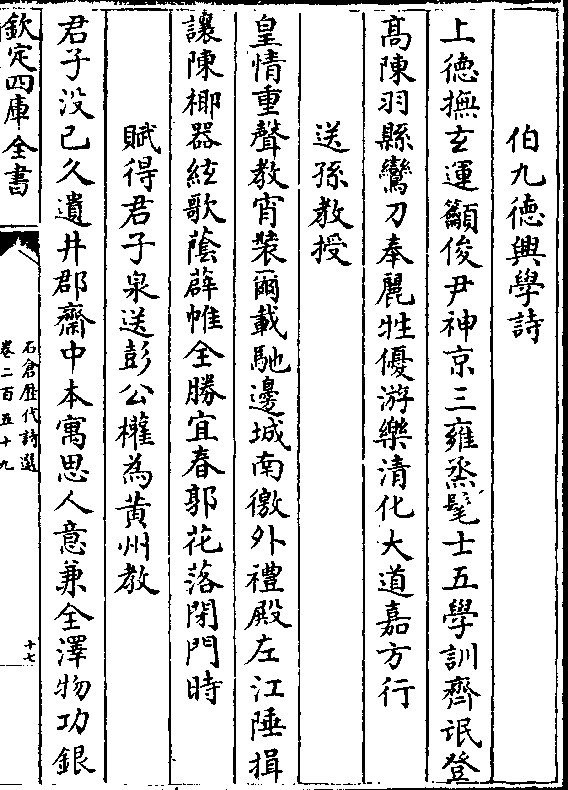 伯九德興學詩
上德撫玄運籲俊尹神京三雍烝髦士五學訓齊氓登
髙陳羽縣鸞刀奉麗牲優游樂清化大道嘉方行
送孫教授
皇情重聲教宵裝爾載馳邊城南徼外禮殿左江陲揖
讓陳椰器絃歌蔭薜帷全勝宜春郭花落閉門時
賦得君子泉送彭公權為黄州教
君子没已久遺井郡齋中本寓思人意兼全澤物功銀
欽定四庫全書
石倉歴代詩選
卷二百五十九
十七